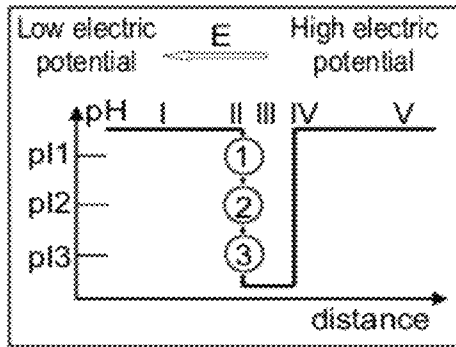 Low electric potential
E
High electric potential
pH
I II III IV V
pI1
pI2
pI3
1
2
3
distance